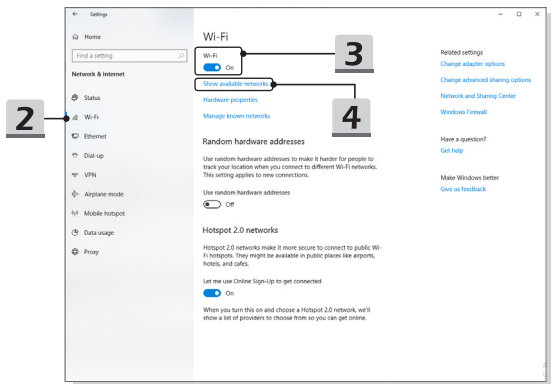 Settings
Home
Find a setting
Network & Internet
Status
Wi-Fi
Ethernet
Dial-up
VPN
Airplane mode
Mobile hotspot
Data usage
Proxy
2
Wi-Fi
Wi-Fi
On
3
Show available networks
4
Hardware properties
Manage known networks
Random hardware addresses
Use random hardware addresses to make it harder for people to
track your location when you connect to different Wi-Fi networks.
This setting applies to new connections.
Use random hardware addresses
Off
Hotspot 2.0 networks
Hotspot 2.0 networks make it more secure to connect to public Wi-
Fi hotspots. They might be available in public places like airports,
hotels, and cafes.
Let me use Online Sign-Up to get connected
On
When you turn this on and choose a Hotspot 2.0 network, we'll
show a list of providers to choose from so you can get online.
Related settings
Change adapter options
Change advanced sharing options
Network and Sharing Center
Windows Firewall
Have a question?
Get help
Make Windows better
Give us feedback